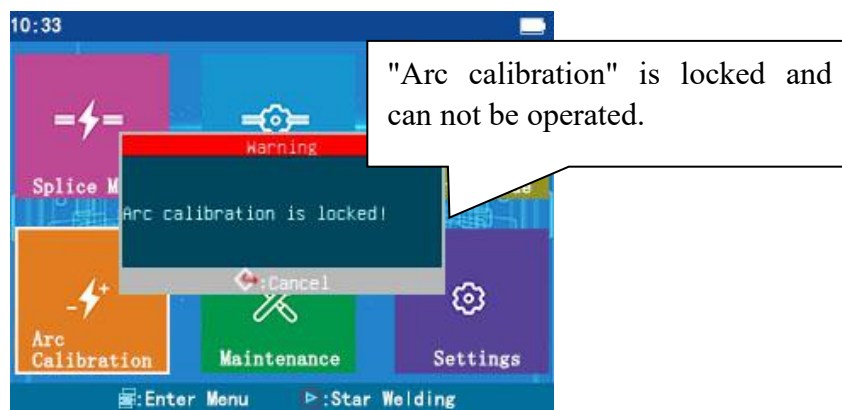 10:33
"Arc calibration" is locked and
can not be operated.
Warning
Splice M
Arc calibration is locked!
:Cancel
Arc
Calibration
Maintenance
Settings
:Enter Menu
:Star Welding